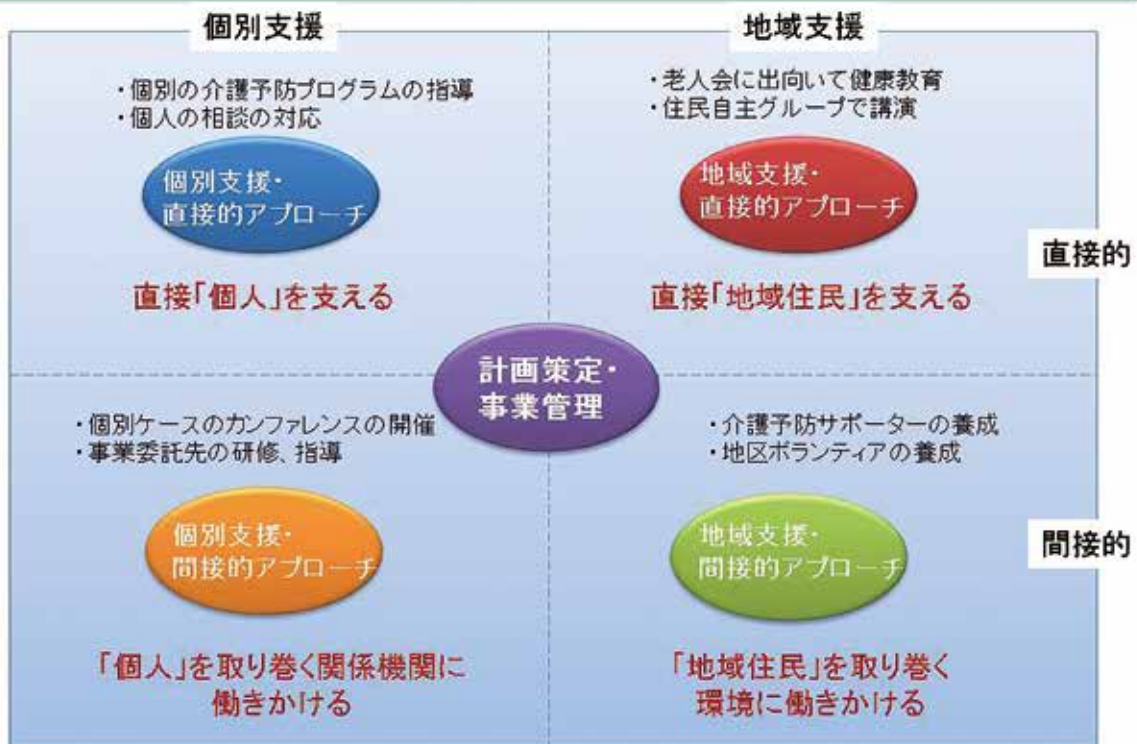 個別支援
地域支援
・個別の介護予防プログラムの指導
・個人の相談の対応
個別支援・
直接的アプローチ
直接「個人」を支える
・老人会に出向いて健康教育
・住民自主グループで講演
地域支援・
直接的アプローチ
直接「地域住民」を支える
直接的
計画策定・
事業管理
・個別ケースのカンファレンスの開催
・事業委託先の研修、指導
個別支援・
間接的アプローチ
「個人」を取り巻く関係機関に
働きかける
・介護予防サポーターの養成
・地区ボランティアの養成
地域支援・
間接的アプローチ
「地域住民」を取り巻く
環境に働きかける
間接的